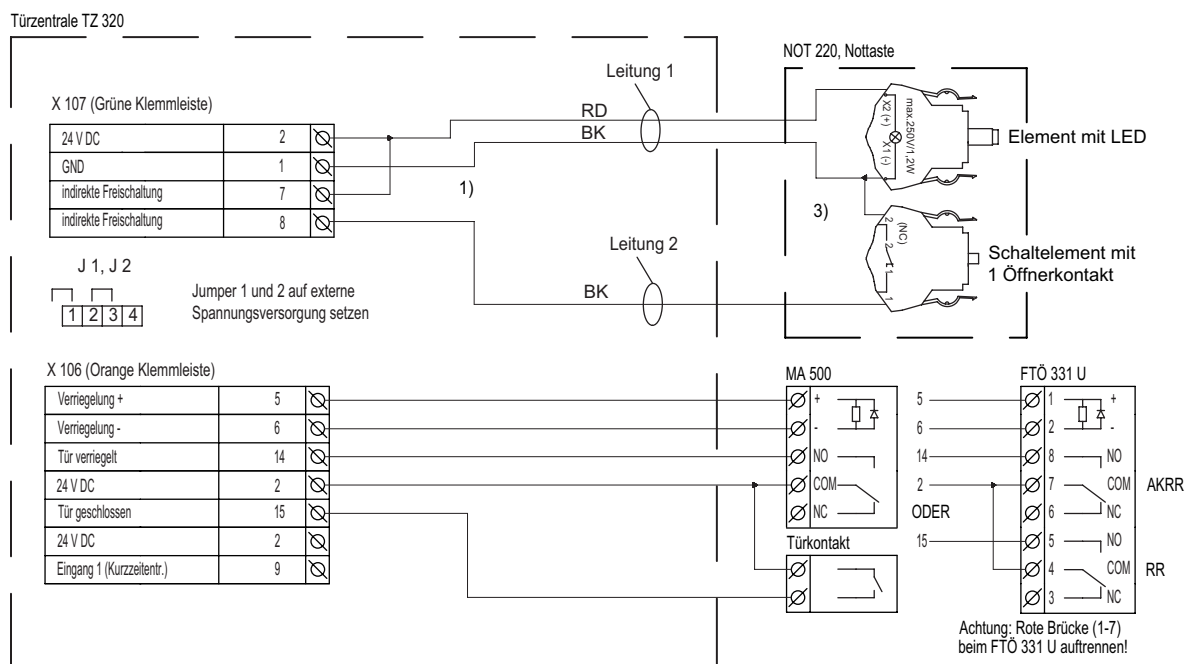 Türzentrale TZ 320
NOT 220, Nottaste
Leitung 1
X 107 (Grüne Klemmleiste)
24 V DC 2
GND 1
indirekte Freischaltung 7
indirekte Freischaltung 8
RD
BK
1)
X2 (+)
X1 (-)
max.250V/1,2W
Element mit LED
3)
J 1, J 2
1 2 3 4
Jumper 1 und 2 auf externe
Spannungsversorgung setzen
Leitung 2
BK
(NC)
2
2
1
1
Schaltelement mit
1 Öffnerkontakt
X 106 (Orange Klemmleiste)
Verriegelung + 5
Verriegelung - 6
Tür verriegelt 14
24 V DC 2
Tür geschlossen 15
24 V DC 2
Eingang 1 (Kurzzeitentr.) 9
MA 500
+
-
NO
COM
NC
Türkontakt
5
6
14
2
ODER
15
FTÖ 331 U
1 +
2 -
8 NO
7 COM AKRR
6 NC
5 NO
4 COM RR
3 NC
Achtung: Rote Brücke (1-7)
beim FTÖ 331 U auftrennen!